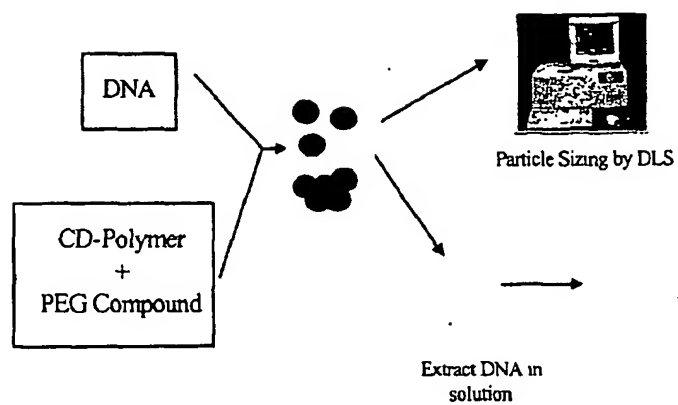 DNA
CD-Polymer
+
PEG Compound
Particle Sizing by DLS
Extract DNA in
solution